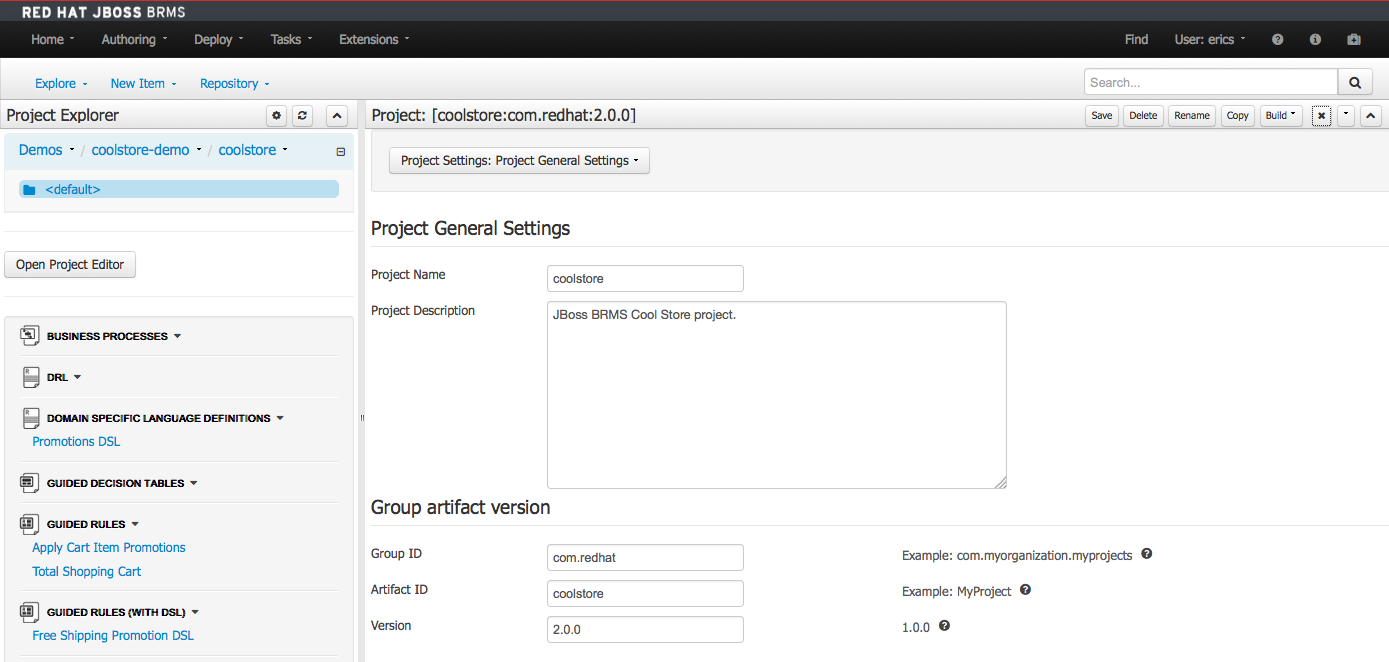 RED HAT JBOSS BRMS
Home Authoring Deploy Tasks Extensions Find User: erics
Explore New Item Repository Search...
Project Explorer
Demos / coolstore-demo / coolstore
<default>
Open Project Editor
BUSINESS PROCESSES
DRL
DOMAIN SPECIFIC LANGUAGE DEFINITIONS
Promotions DSL
GUIDED DECISION TABLES
GUIDED RULES
Apply Cart Item Promotions
Total Shopping Cart
GUIDED RULES (WITH DSL)
Free Shipping Promotion DSL
Project: [coolstore:com.redhat:2.0.0] Save Delete Rename Copy Build
Project Settings: Project General Settings
Project General Settings
Project Name coolstore
Project Description JBoss BRMS Cool Store project.
Group artifact version
Group ID com.redhat Example: com.myorganization.myprojects
Artifact ID coolstore Example: MyProject
Version 2.0.0 1.0.0